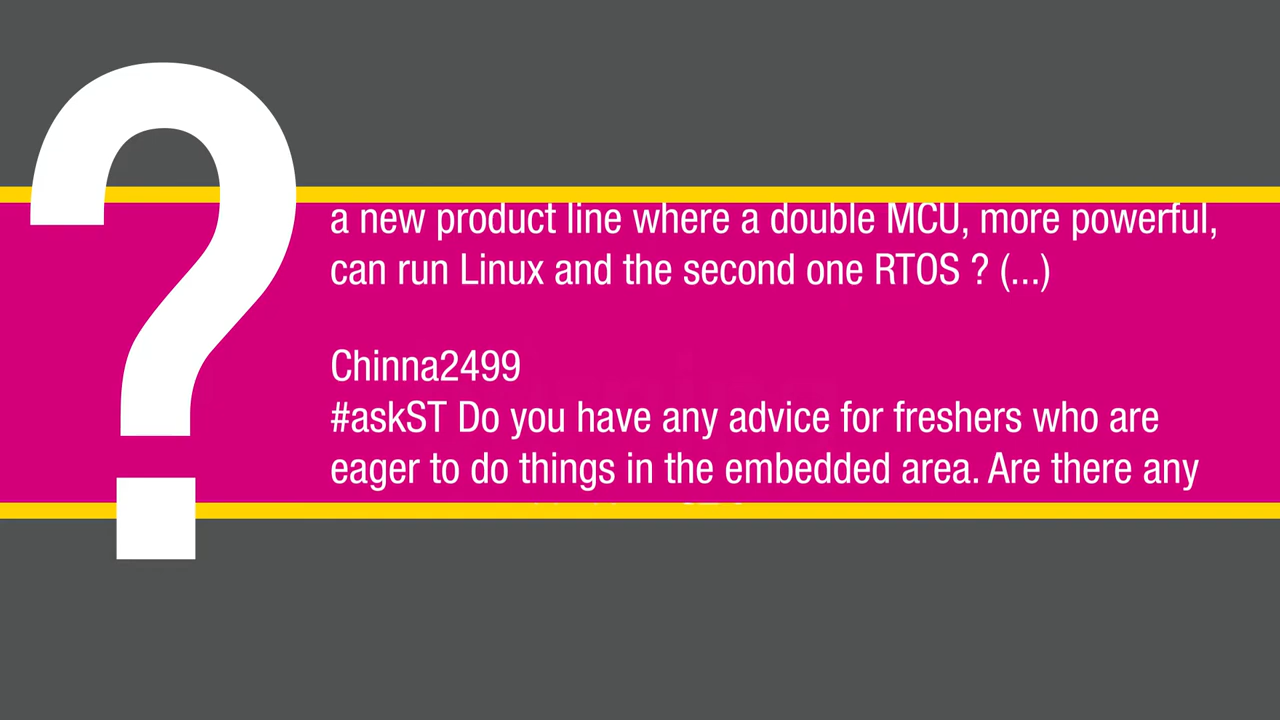 a new product line where a double MCU, more powerful,
can run Linux and the second one RTOS ? (...)
Chinna2499
#askST Do you have any advice for freshers who are
eager to do things in the embedded area. Are there any